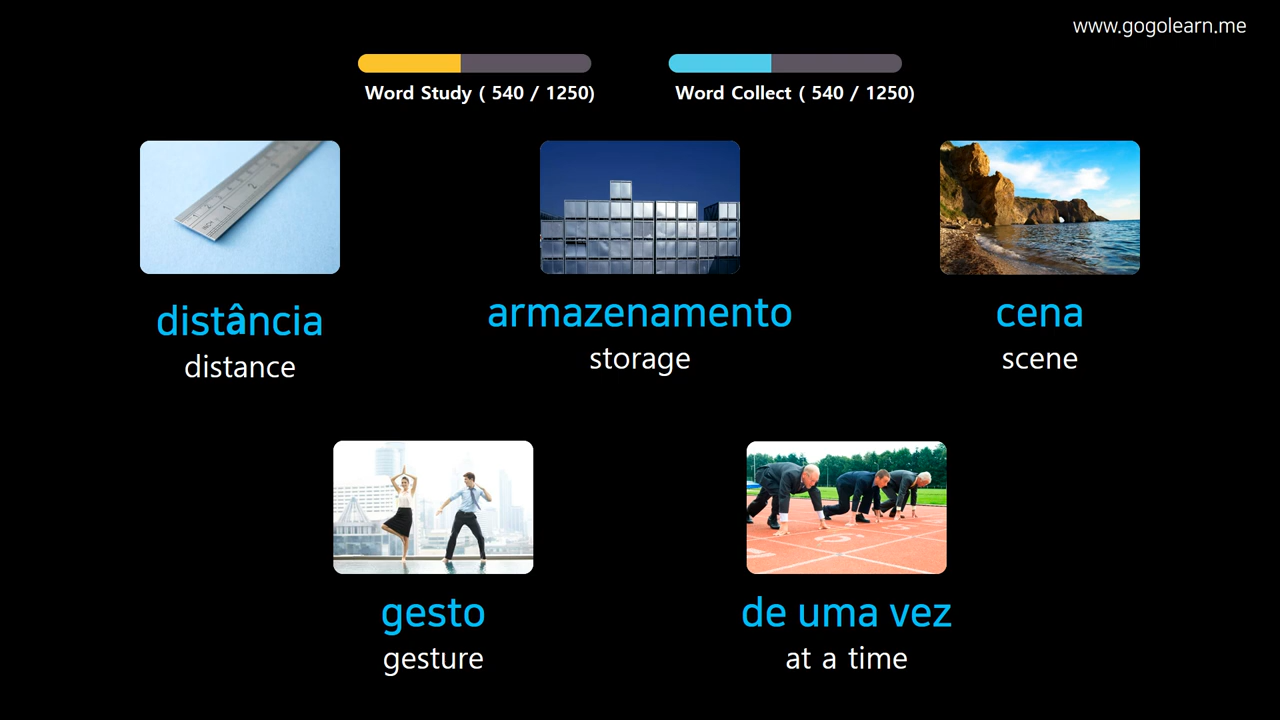 www.gogolearn.me
Word Study ( 540 / 1250)
Word Collect ( 540 / 1250)
distância
distance
armazenamento
storage
cena
scene
gesto
gesture
de uma vez
at a time